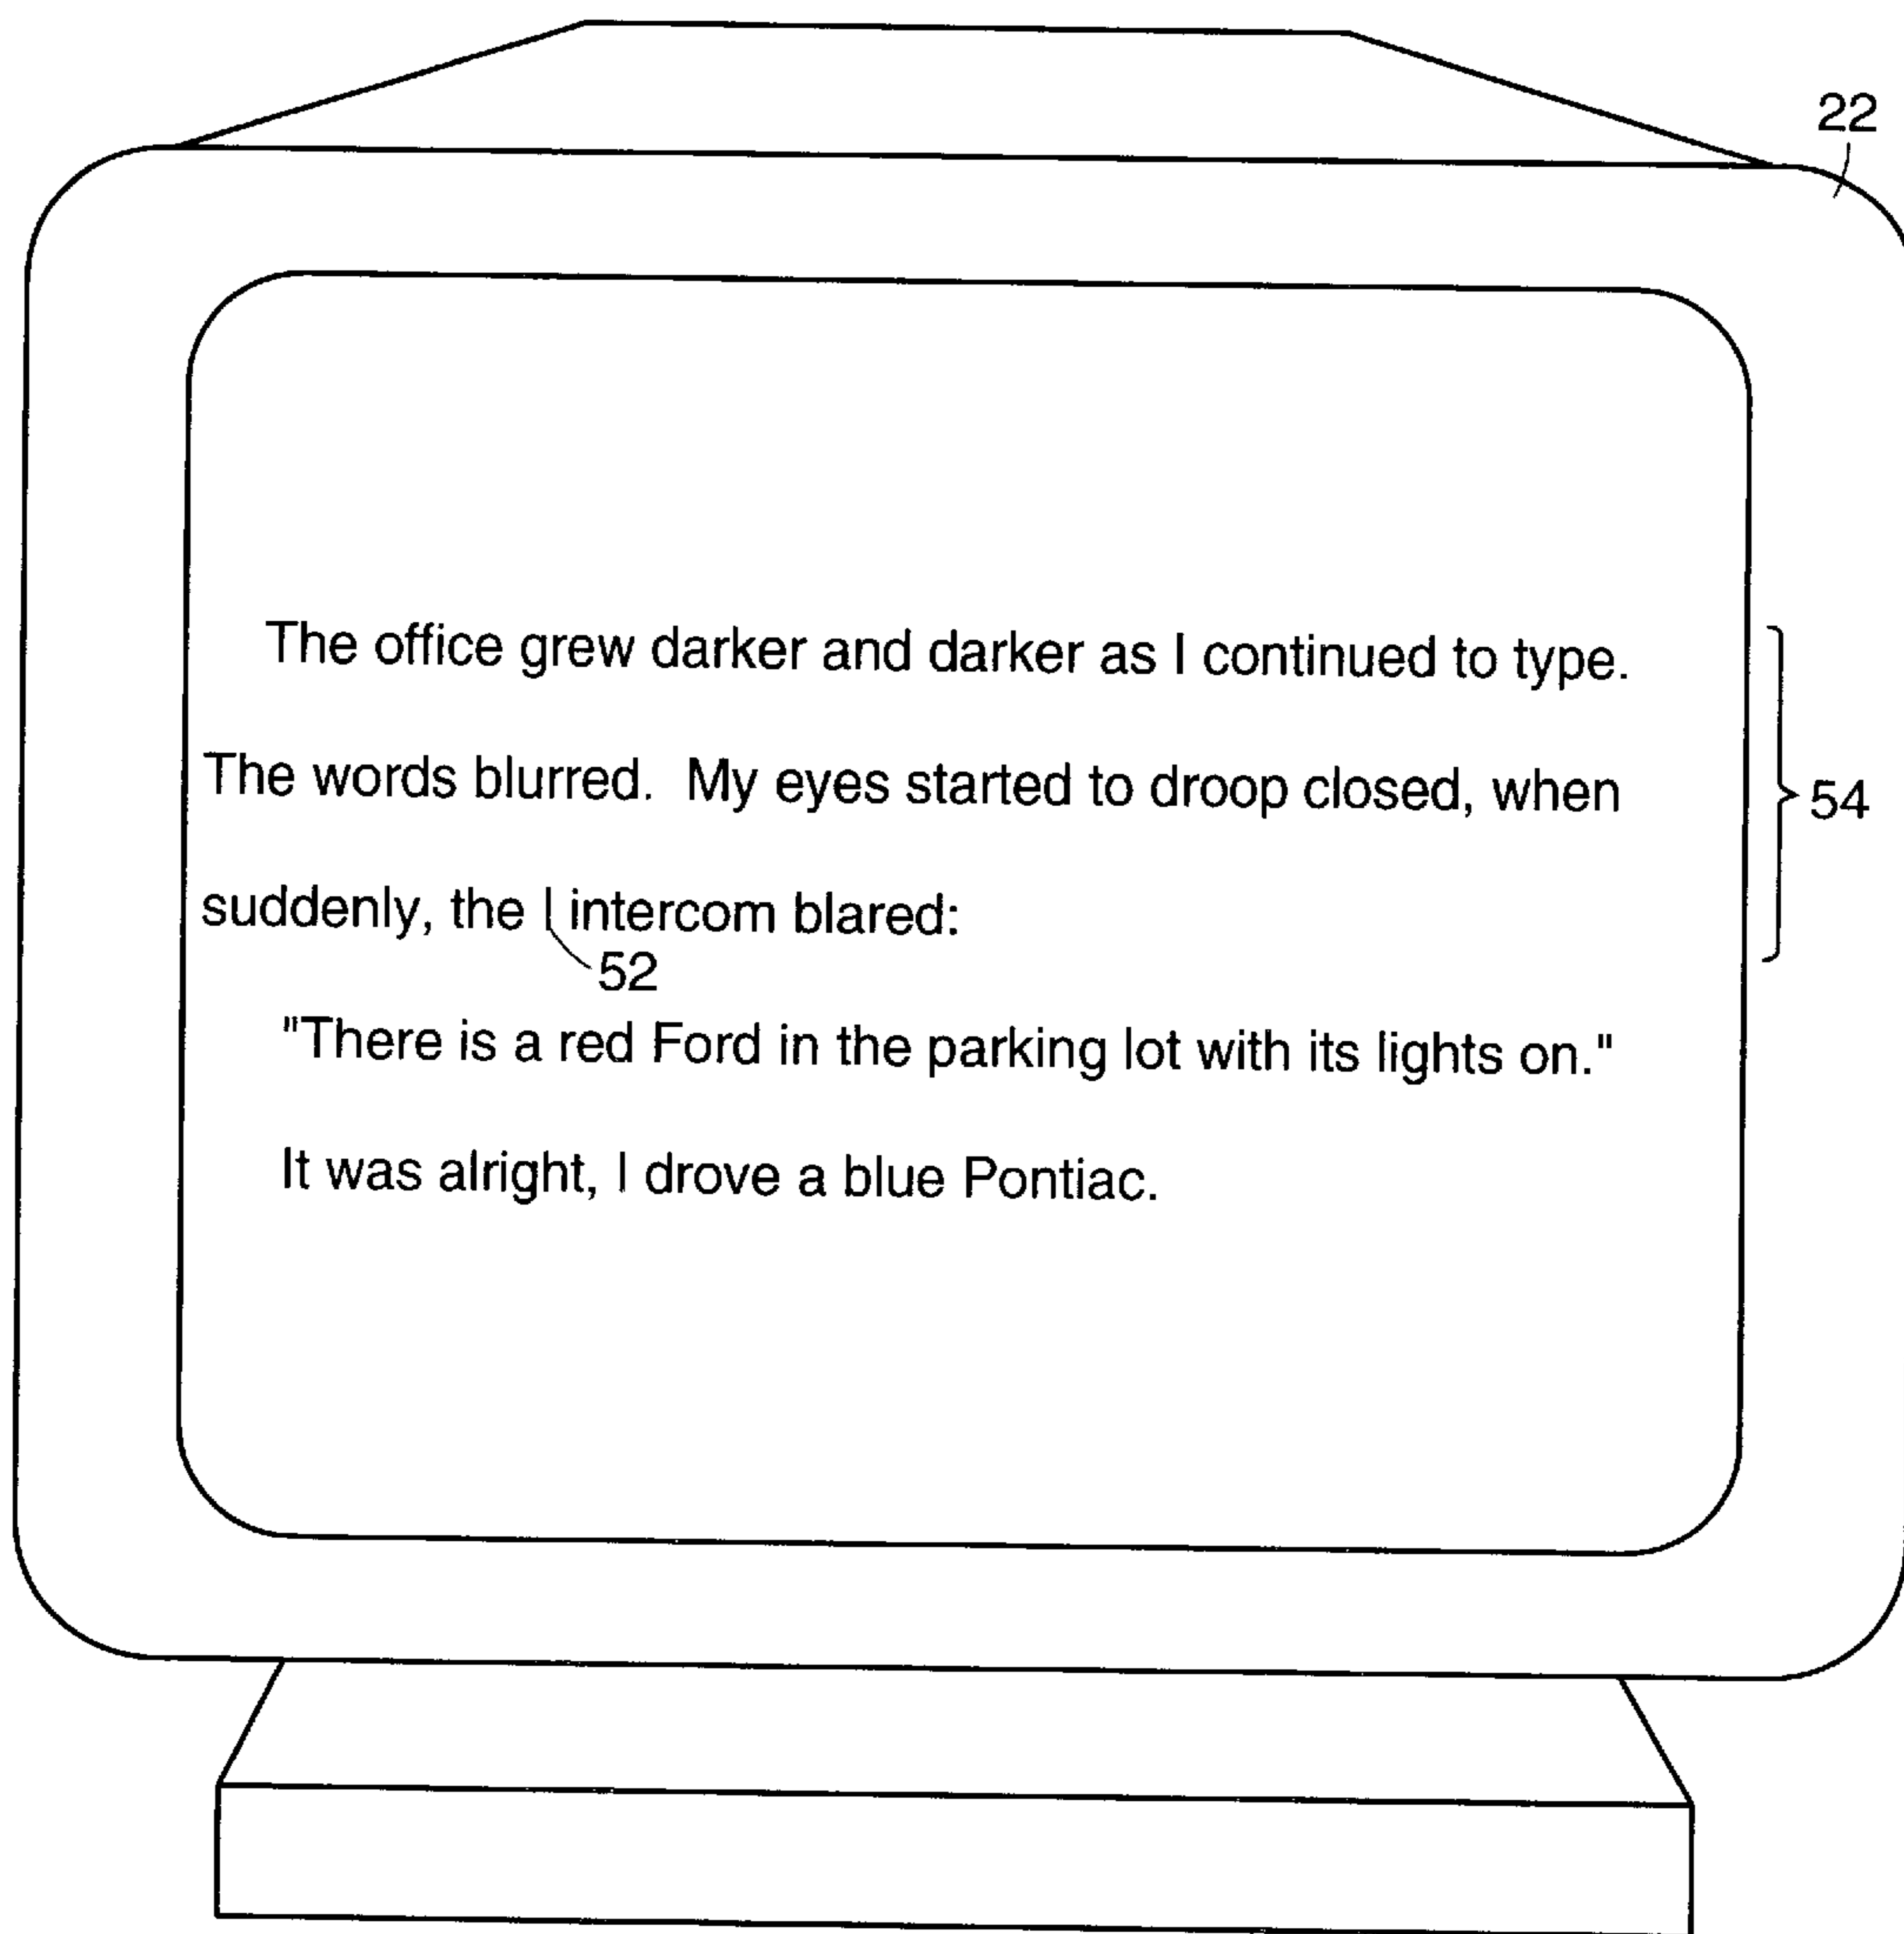 22
The office grew darker and darker as I continued to type.
The words blurred.  My eyes started to droop closed, when
54
suddenly, the | intercom blared:
52
"There is a red Ford in the parking lot with its lights on."
It was alright, I drove a blue Pontiac.